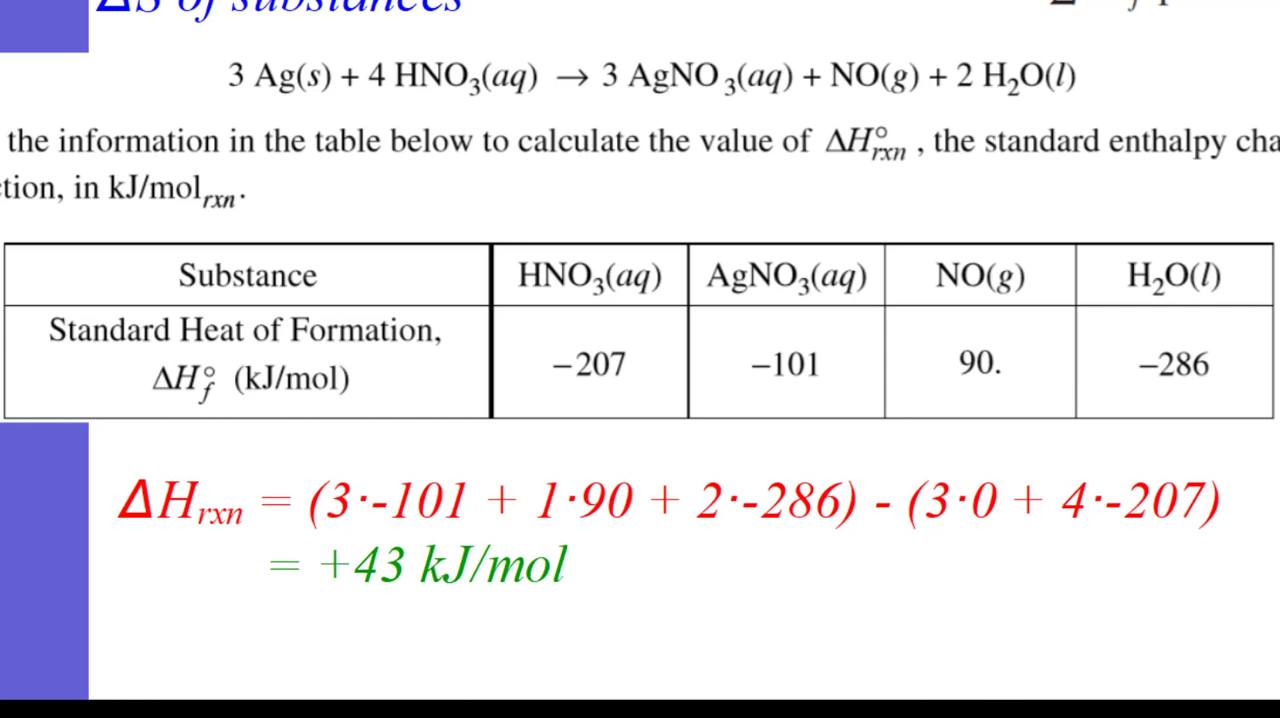 ΔS of substances
3 Ag(s) + 4 HNO₃(aq) → 3 AgNO₃(aq) + NO(g) + 2 H₂O(l)
the information in the table below to calculate the value of ΔH°rxn , the standard enthalpy cha
tion, in kJ/molrxn.
Substance HNO₃(aq) AgNO₃(aq) NO(g) H₂O(l)
Standard Heat of Formation,
ΔH°f (kJ/mol) −207 −101 90. −286
ΔHrxn = (3·-101 + 1·90 + 2·-286) - (3·0 + 4·-207)
= +43 kJ/mol